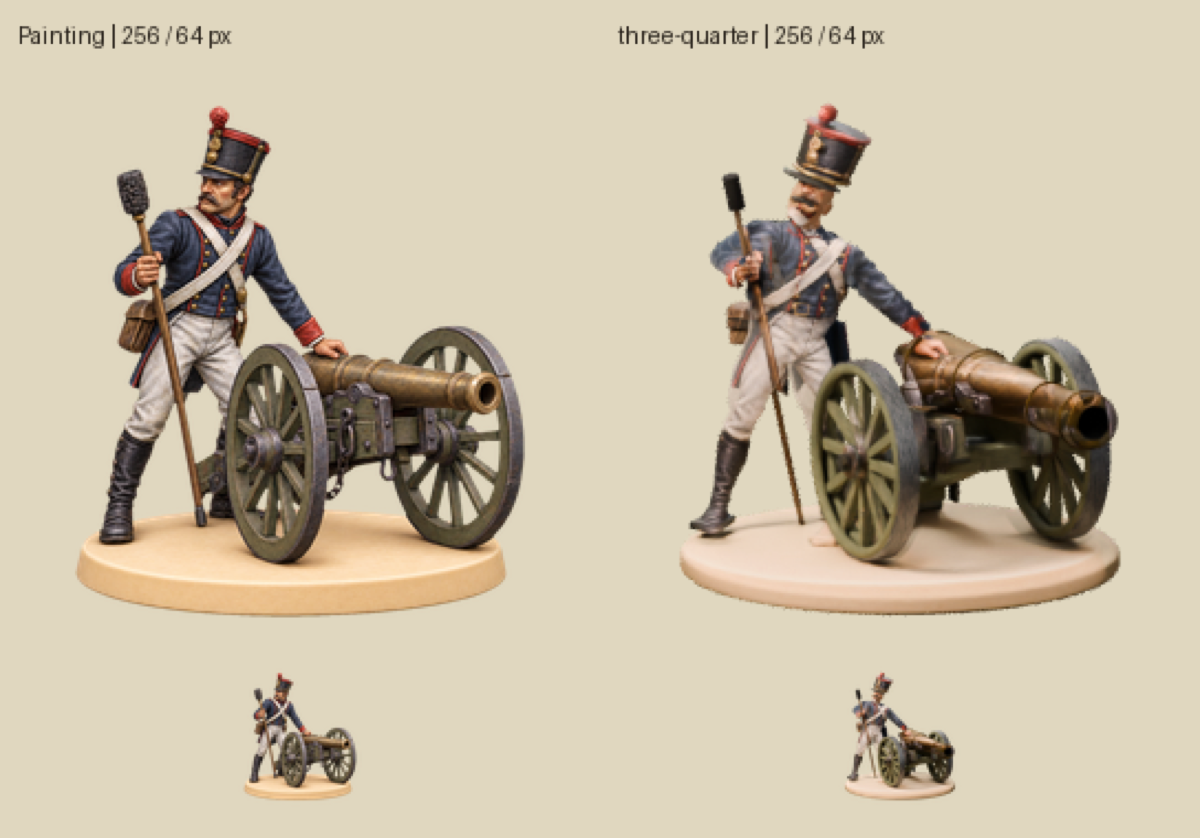 Painting | 256 / 64 px
three-quarter | 256 / 64 px